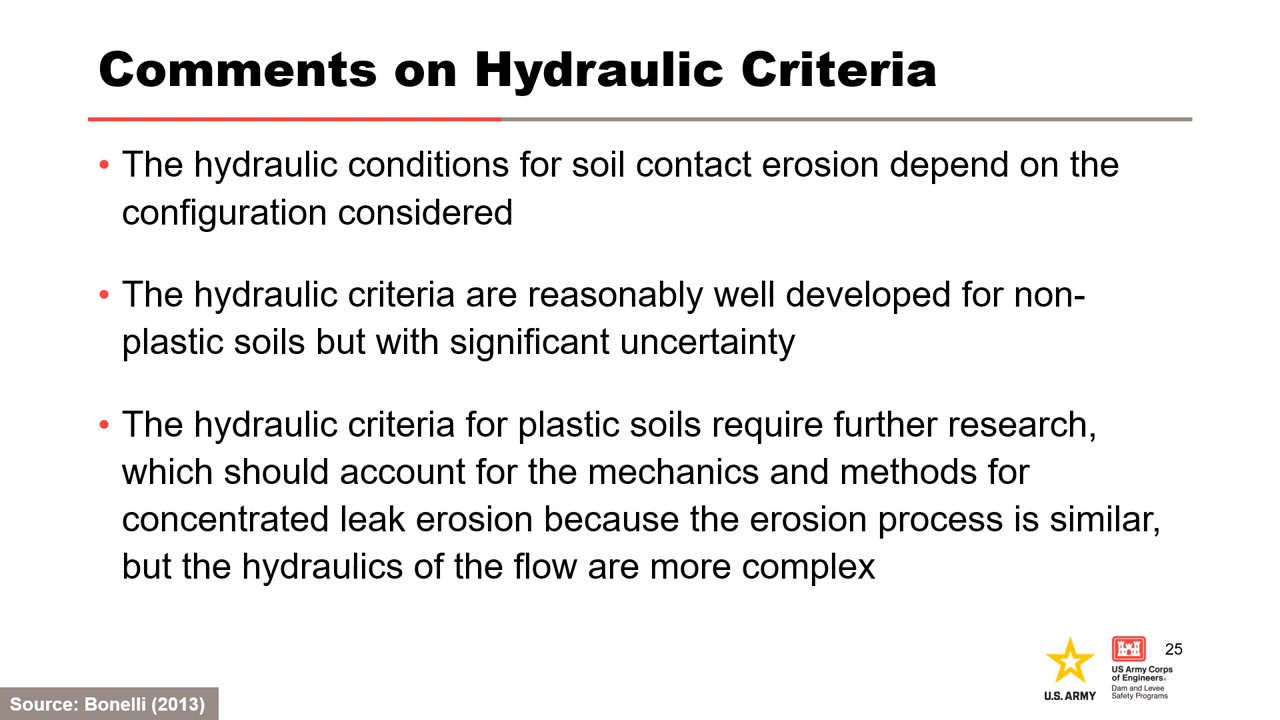 Comments on Hydraulic Criteria
• The hydraulic conditions for soil contact erosion depend on the
configuration considered
• The hydraulic criteria are reasonably well developed for non-
plastic soils but with significant uncertainty
• The hydraulic criteria for plastic soils require further research,
which should account for the mechanics and methods for
concentrated leak erosion because the erosion process is similar,
but the hydraulics of the flow are more complex
25
U.S. ARMY
US Army Corps
of Engineers®
Dam and Levee
Safety Programs
Source: Bonelli (2013)